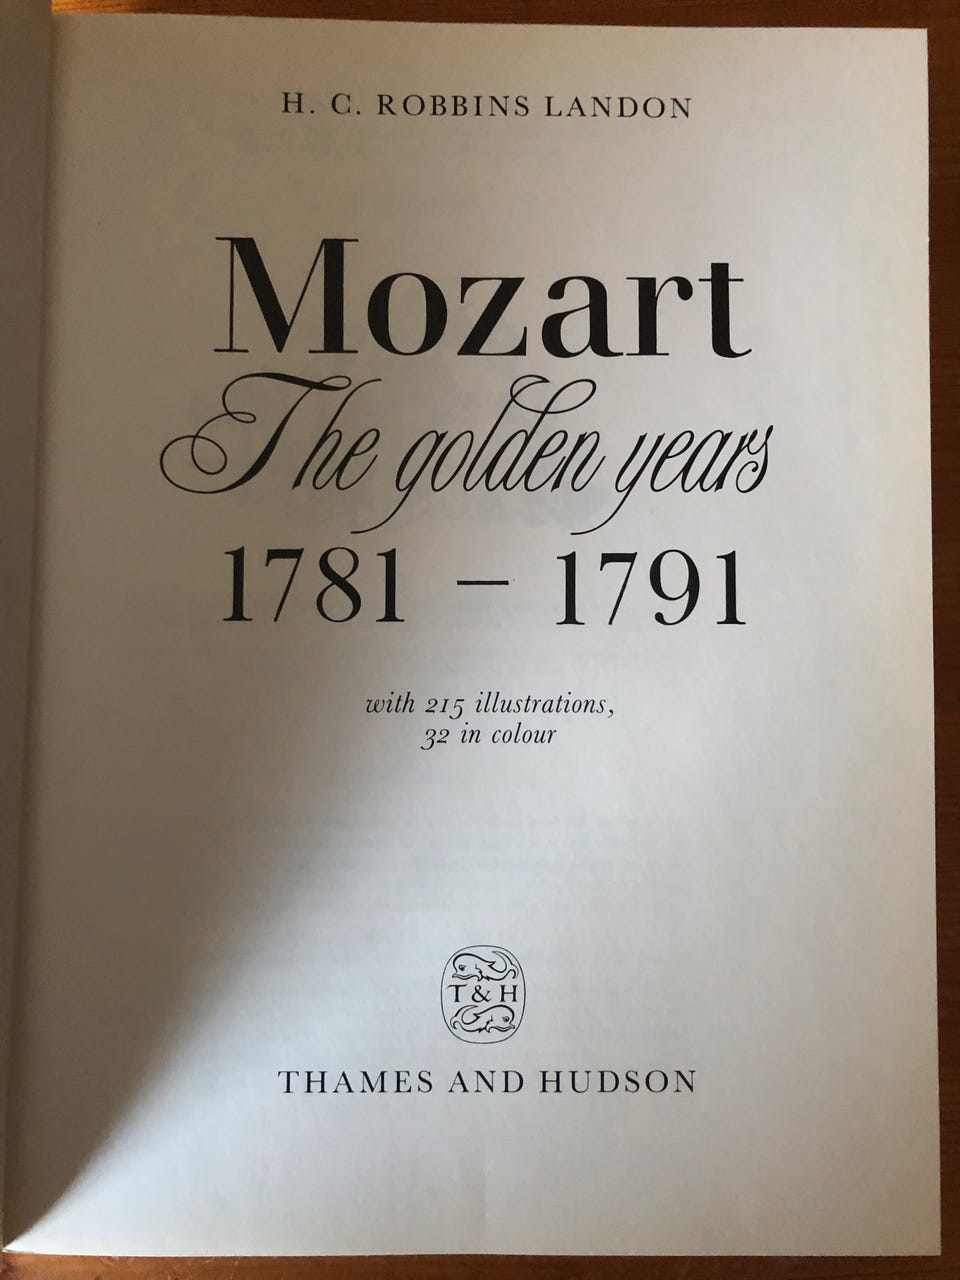 H. C. ROBBINS LANDON
Mozart
The golden years
1781 – 1791
with 215 illustrations,
32 in colour
T & H
THAMES AND HUDSON